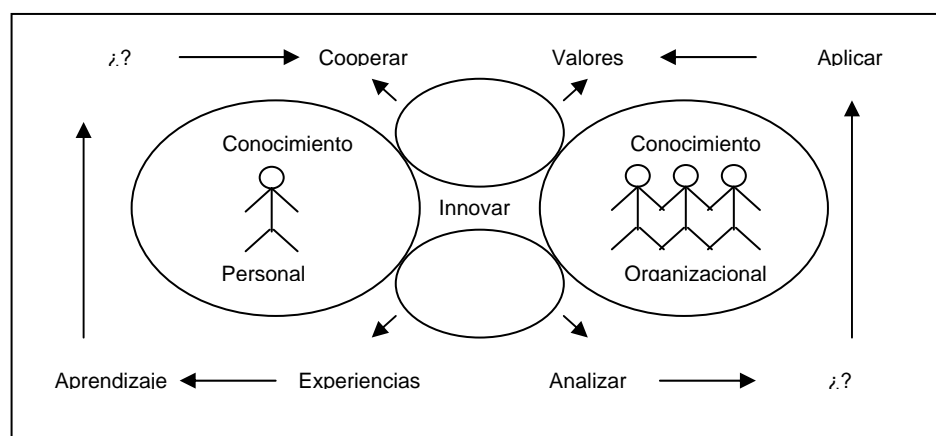 ¿? Cooperar Valores Aplicar
Conocimiento Conocimiento
Innovar
Personal Organizacional
Aprendizaje Experiencias Analizar ¿?